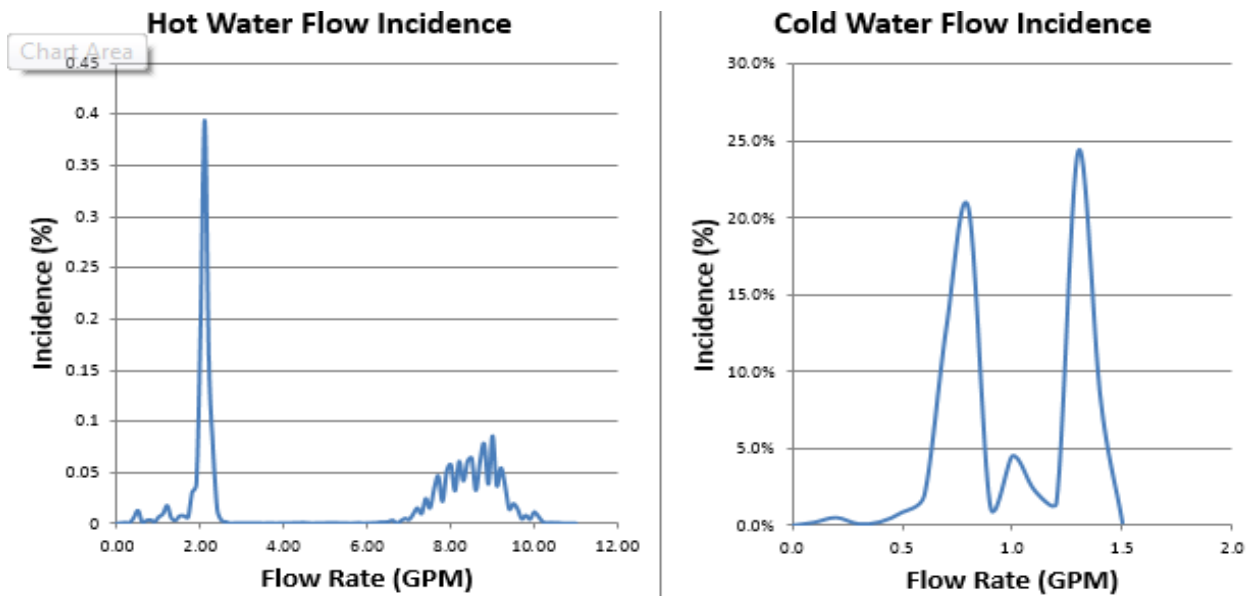 Hot Water Flow Incidence
Chart Area
0.45
0.4
0.35
0.3
0.25
0.2
0.15
0.1
0.05
0
Incidence (%)
0.00 2.00 4.00 6.00 8.00 10.00 12.00
Flow Rate (GPM)
Cold Water Flow Incidence
30.0%
25.0%
20.0%
15.0%
10.0%
5.0%
0.0%
Incidence (%)
0.0 0.5 1.0 1.5 2.0
Flow Rate (GPM)